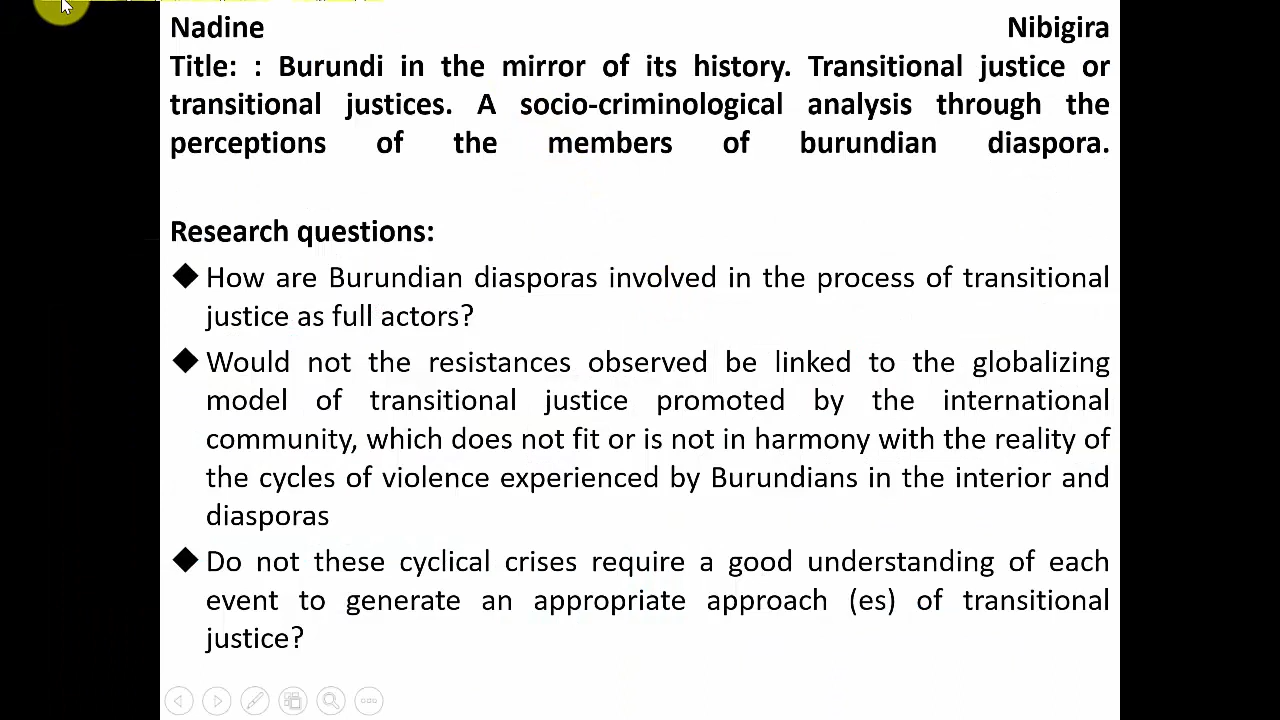 Nadine Nibigira
Title: : Burundi in the mirror of its history. Transitional justice or
transitional justices. A socio-criminological analysis through the
perceptions of the members of burundian diaspora.
Research questions:
How are Burundian diasporas involved in the process of transitional
justice as full actors?
Would not the resistances observed be linked to the globalizing
model of transitional justice promoted by the international
community, which does not fit or is not in harmony with the reality of
the cycles of violence experienced by Burundians in the interior and
diasporas
Do not these cyclical crises require a good understanding of each
event to generate an appropriate approach (es) of transitional
justice?